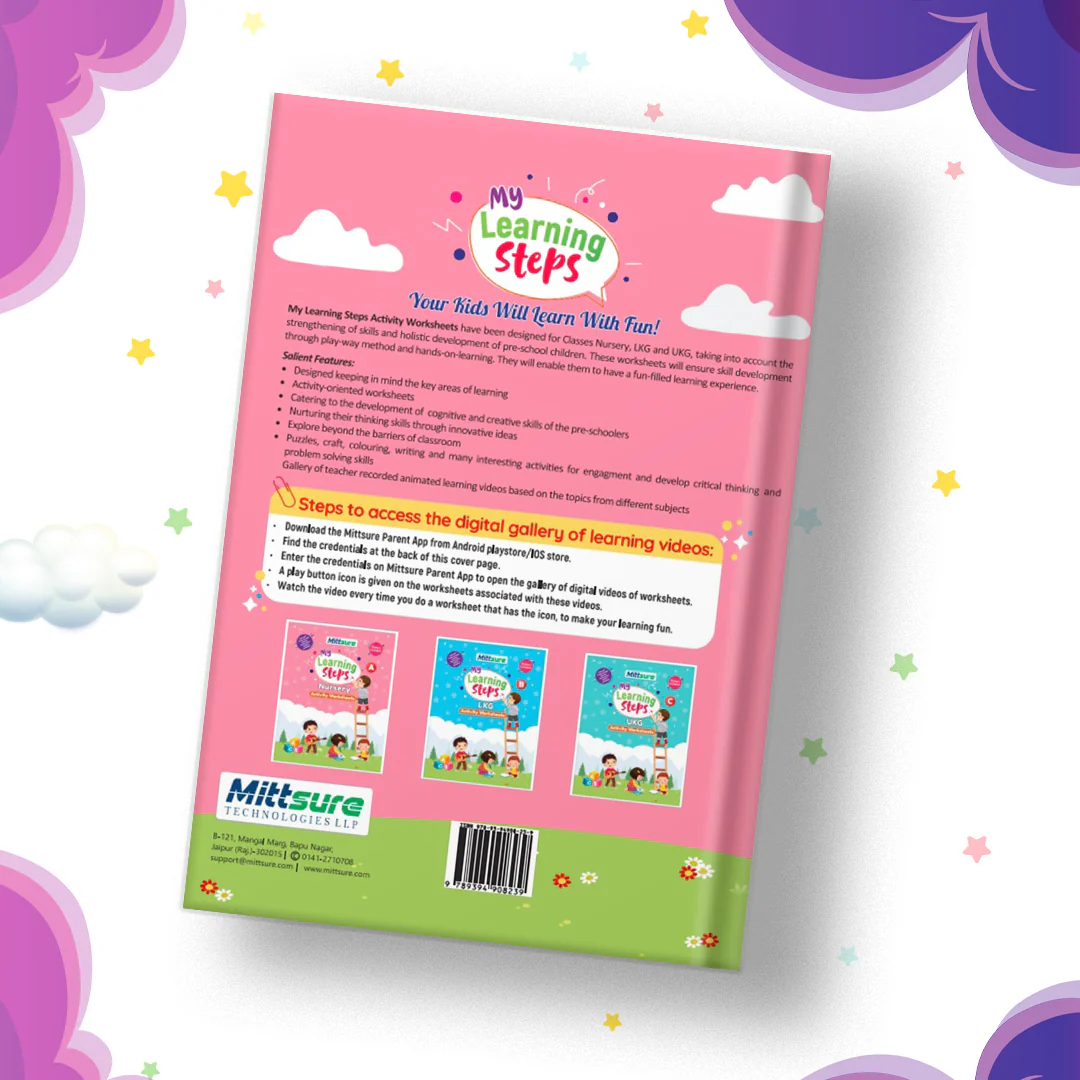 My
Learning
Steps
Your Kids Will Learn With Fun!
My Learning Steps Activity Worksheets have been designed for Classes Nursery, LKG and UKG, taking into account the
strengthening of skills and holistic development of pre-school children. These worksheets will ensure skill development
through play-way method and hands-on-learning. They will enable them to have a fun-filled learning experience.
Salient Features:
• Designed keeping in mind the key areas of learning
• Activity-oriented worksheets
• Catering to the development of cognitive and creative skills of the pre-schoolers
• Nurturing their thinking skills through innovative ideas
• Explore beyond the barriers of classroom
• Puzzles, craft, colouring, writing and many interesting activities for engagment and develop critical thinking and
problem solving skills
Gallery of teacher recorded animated learning videos based on the topics from different subjects
Steps to access the digital gallery of learning videos:
• Download the Mittsure Parent App from Android playstore/IOS store.
• Find the credentials at the back of this cover page.
• Enter the credentials on Mittsure Parent App to open the gallery of digital videos of worksheets.
• A play button icon is given on the worksheets associated with these videos.
• Watch the video every time you do a worksheet that has the icon, to make your learning fun.
Mittsure
My
Learning
Steps
A
Nursery
Activity Worksheets
Mittsure
My
Learning
Steps
B
LKG
Activity Worksheets
Mittsure
My
Learning
Steps
C
UKG
Activity Worksheets
Mittsure
TECHNOLOGIES LLP
B-121, Mangal Marg, Bapu Nagar,
Jaipur (Raj.)-302015 | 0141-2710708
support@mittsure.com | www.mittsure.com
9 789394 908239